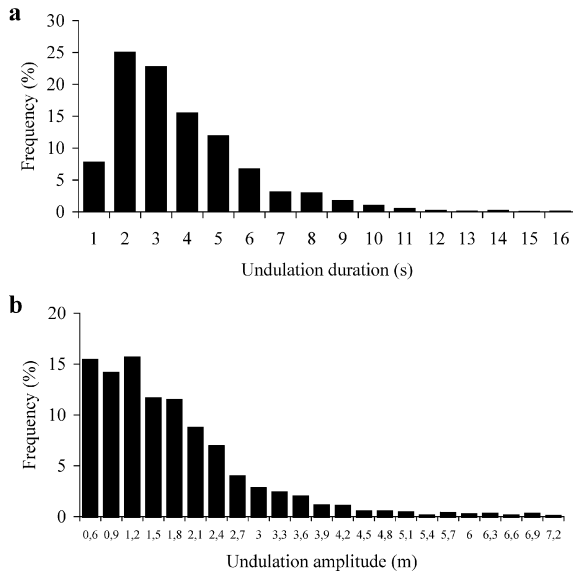 a
30
25
20
15
10
5
0
Frequency (%)
1 2 3 4 5 6 7 8 9 10 11 12 13 14 15 16
Undulation duration (s)
b
20
15
10
5
0
Frequency (%)
0,6 0,9 1,2 1,5 1,8 2,1 2,4 2,7 3 3,3 3,6 3,9 4,2 4,5 4,8 5,1 5,4 5,7 6 6,3 6,6 6,9 7,2
Undulation amplitude (m)